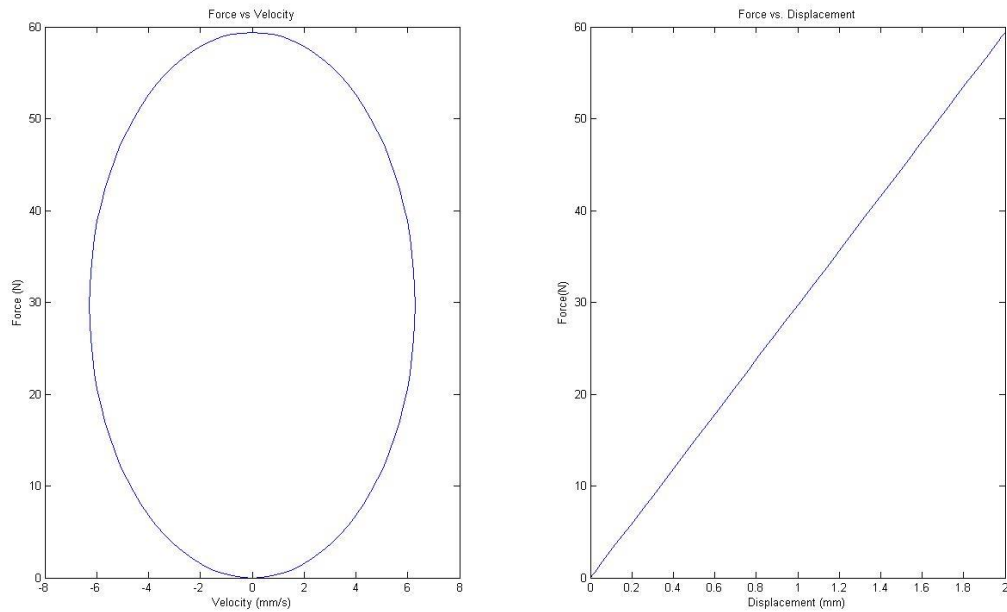 Force vs Velocity
60
50
40
30
20
10
0
Force (N)
-8 -6 -4 -2 0 2 4 6 8
Velocity (mm/s)
Force vs. Displacement
60
50
40
30
20
10
0
Force(N)
0 0.2 0.4 0.6 0.8 1 1.2 1.4 1.6 1.8 2
Displacement (mm)